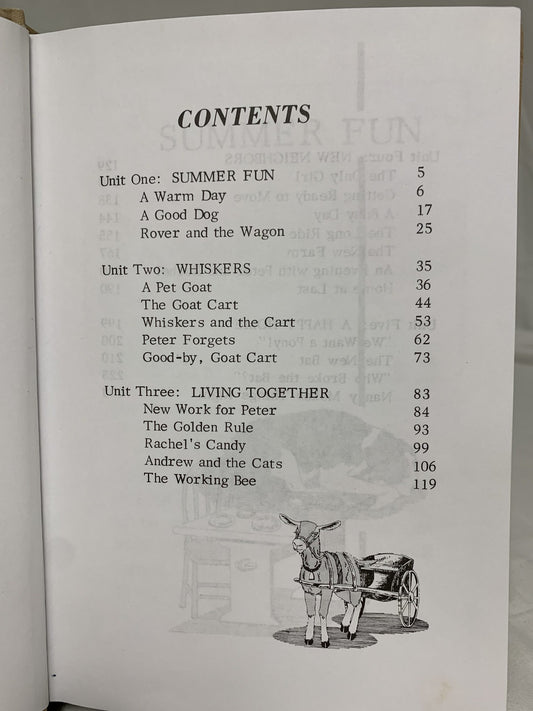 CONTENTS
Unit One: SUMMER FUN 5
A Warm Day 6
A Good Dog 17
Rover and the Wagon 25
Unit Two: WHISKERS 35
A Pet Goat 36
The Goat Cart 44
Whiskers and the Cart 53
Peter Forgets 62
Good-by, Goat Cart 73
Unit Three: LIVING TOGETHER 83
New Work for Peter 84
The Golden Rule 93
Rachel's Candy 99
Andrew and the Cats 106
The Working Bee 119